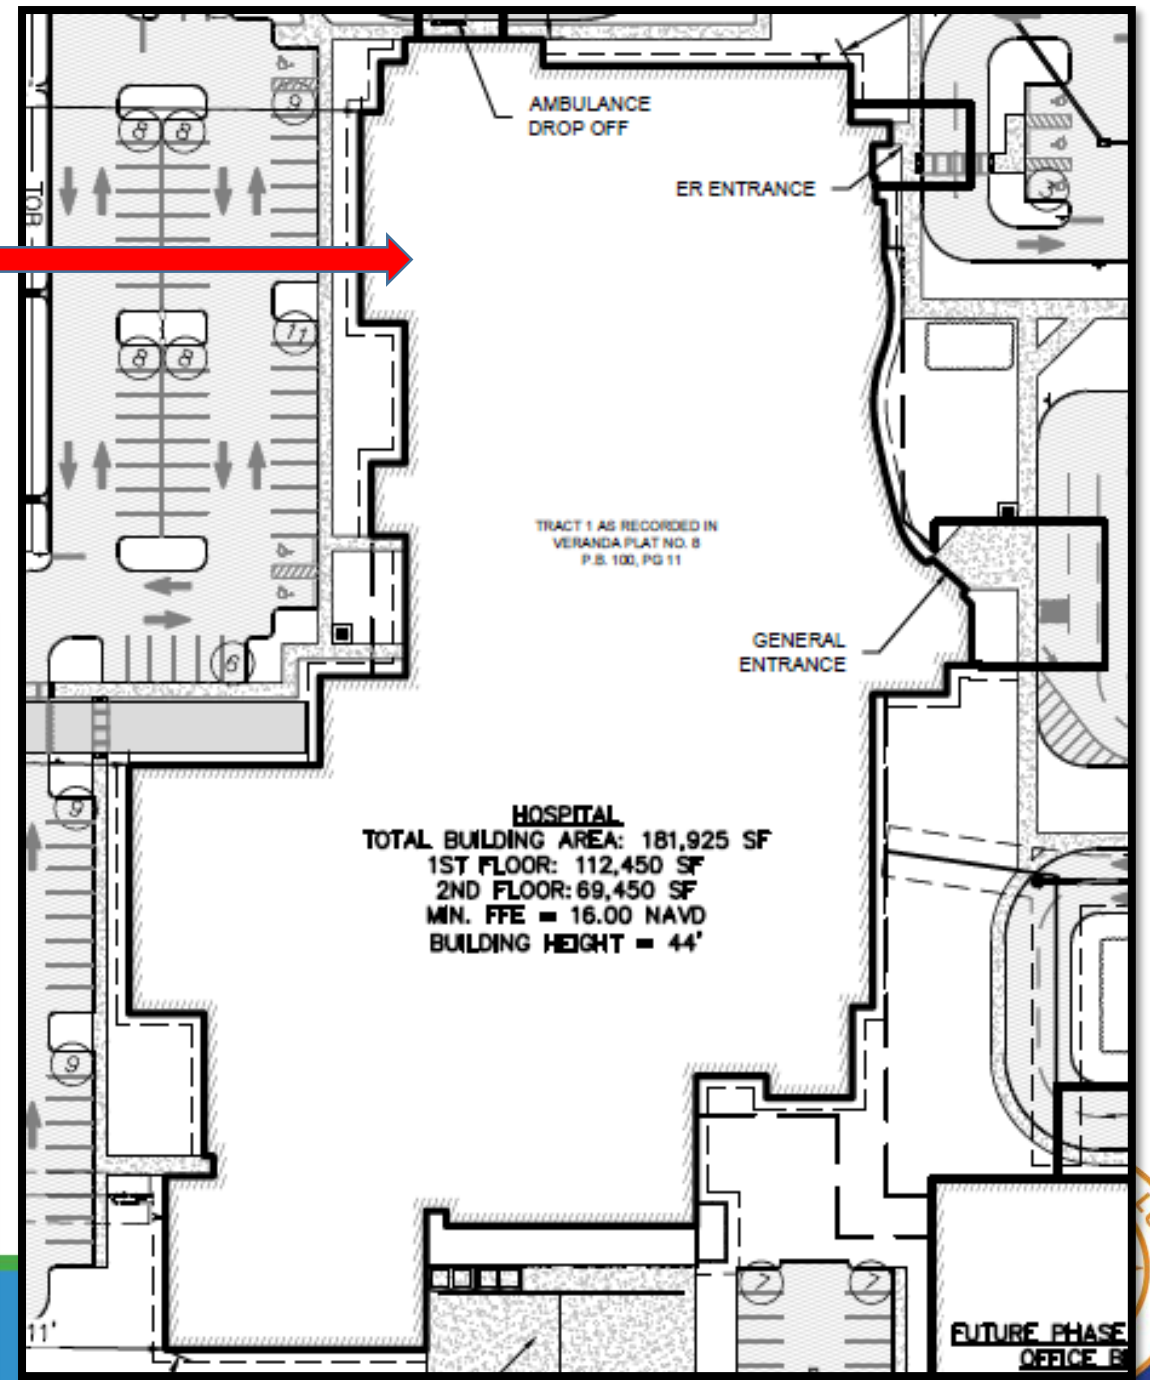 AMBULANCE
DROP OFF
9
8 8
ER ENTRANCE
3
TOB
11
8 8
TRACT 1 AS RECORDED IN
VERANDA PLAT NO. 8
P.B. 100, PG 11
GENERAL
ENTRANCE
6
9
HOSPITAL
TOTAL BUILDING AREA: 181,925 SF
1ST FLOOR: 112,450 SF
2ND FLOOR: 69,450 SF
MIN. FFE = 16.00 NAVD
BUILDING HEIGHT = 44'
9
7 7
11'
FUTURE PHASE
OFFICE